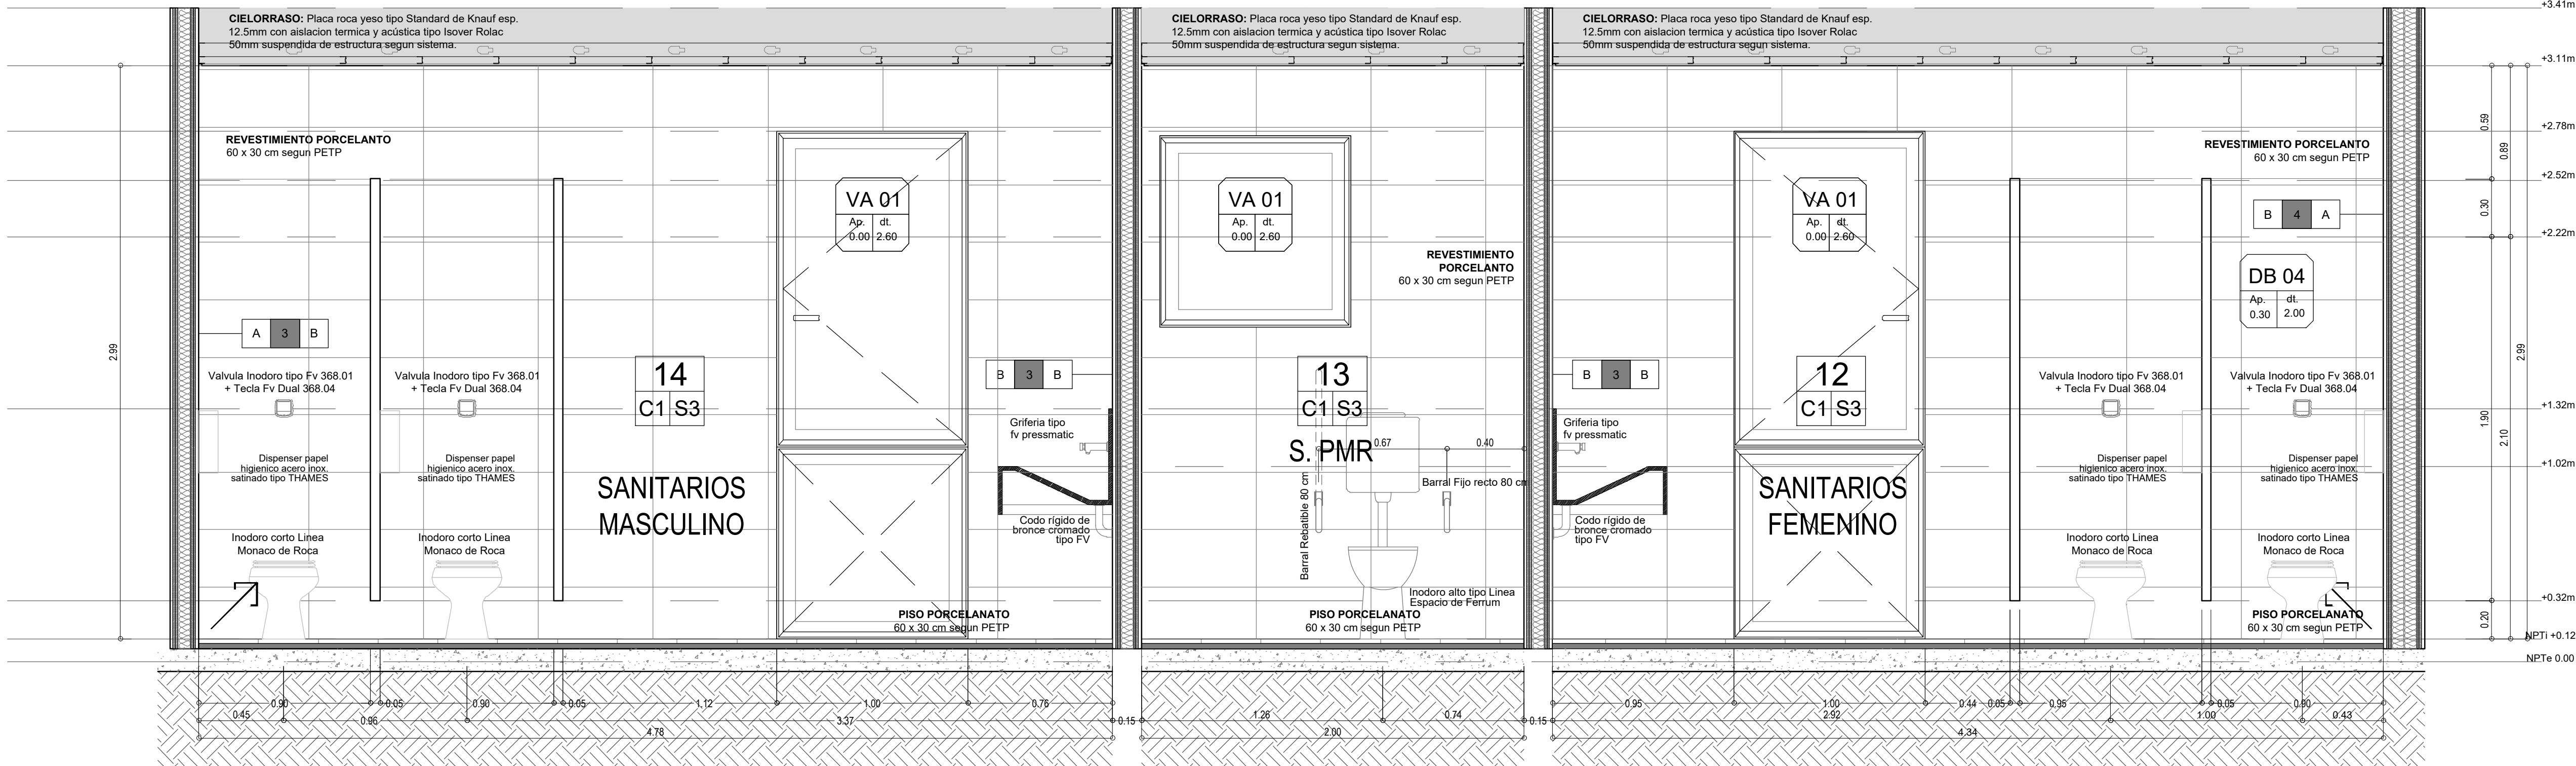 CIELORRASO: Placa roca yeso tipo Standard de Knauf esp.
12.5mm con aislacion termica y acústica tipo Isover Rolac
50mm suspendida de estructura segun sistema.
CIELORRASO: Placa roca yeso tipo Standard de Knauf esp.
12.5mm con aislacion termica y acústica tipo Isover Rolac
50mm suspendida de estructura segun sistema.
CIELORRASO: Placa roca yeso tipo Standard de Knauf esp.
12.5mm con aislacion termica y acústica tipo Isover Rolac
50mm suspendida de estructura segun sistema.
+3.41m
+3.11m
+2.78m
+2.52m
+2.22m
+1.32m
+1.02m
+0.32m
NPTi +0.12
NPTe 0.00
2.99
REVESTIMIENTO PORCELANTO
60 x 30 cm segun PETP
A 3 B
Valvula Inodoro tipo Fv 368.01
+ Tecla Fv Dual 368.04
Dispenser papel
higienico acero inox.
satinado tipo THAMES
Inodoro corto Linea
Monaco de Roca
Valvula Inodoro tipo Fv 368.01
+ Tecla Fv Dual 368.04
Dispenser papel
higienico acero inox.
satinado tipo THAMES
Inodoro corto Linea
Monaco de Roca
14
C1 S3
SANITARIOS
MASCULINO
VA 01
Ap. dt.
0.00 2.60
B 3 B
Griferia tipo
fv pressmatic
Codo rígido de
bronce cromado
tipo FV
PISO PORCELANATO
60 x 30 cm segun PETP
VA 01
Ap. dt.
0.00 2.60
REVESTIMIENTO
PORCELANTO
60 x 30 cm segun PETP
13
C1 S3
S. PMR
0.67
0.40
Barral Rebatible 80 cm
Barral Fijo recto 80 cm
Inodoro alto tipo Linea
Espacio de Ferrum
PISO PORCELANATO
60 x 30 cm segun PETP
B 3 B
Griferia tipo
fv pressmatic
Codo rígido de
bronce cromado
tipo FV
VA 01
Ap. dt.
0.00 2.60
12
C1 S3
SANITARIOS
FEMENINO
REVESTIMIENTO PORCELANTO
60 x 30 cm segun PETP
B 4 A
DB 04
Ap. dt.
0.30 2.00
Valvula Inodoro tipo Fv 368.01
+ Tecla Fv Dual 368.04
Dispenser papel
higienico acero inox.
satinado tipo THAMES
Inodoro corto Linea
Monaco de Roca
Valvula Inodoro tipo Fv 368.01
+ Tecla Fv Dual 368.04
Dispenser papel
higienico acero inox.
satinado tipo THAMES
Inodoro corto Linea
Monaco de Roca
PISO PORCELANATO
60 x 30 cm segun PETP
0.59
0.89
0.30
1.90
2.10
2.99
0.20
0.90 0.05 0.90 0.05 1.12 1.00 0.76
0.45 0.96 3.37 0.15 1.26 0.74 0.15
4.78 2.00
0.95 1.00 0.44 0.05 0.95 0.05 0.90
2.92 1.00 0.43
4.34